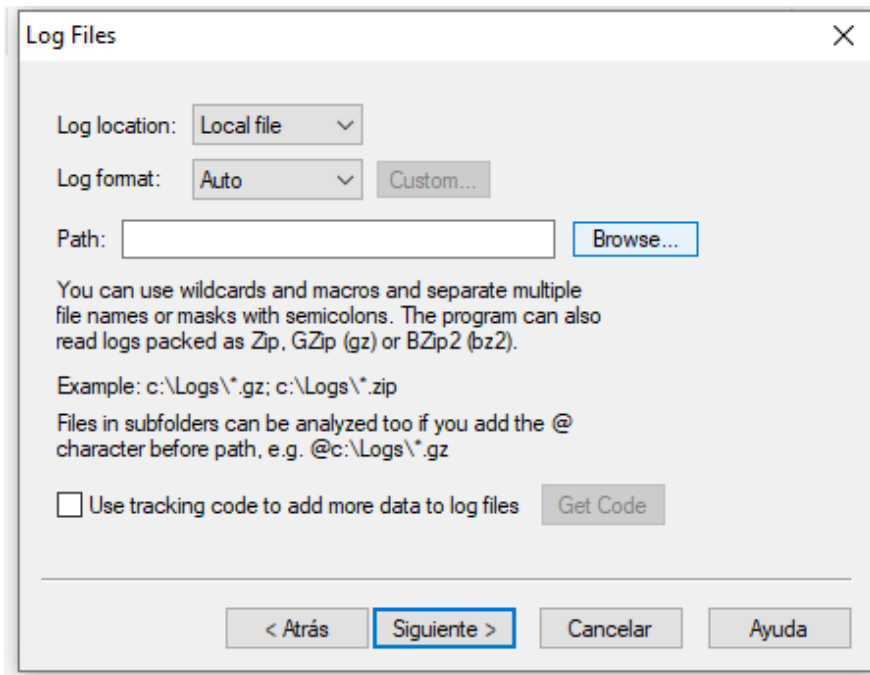 Log Files
Log location: Local file
Log format: Auto Custom...
Path: Browse...
You can use wildcards and macros and separate multiple
file names or masks with semicolons. The program can also
read logs packed as Zip, GZip (gz) or BZip2 (bz2).
Example: c:\Logs\*.gz; c:\Logs\*.zip
Files in subfolders can be analyzed too if you add the @
character before path, e.g. @c:\Logs\*.gz
Use tracking code to add more data to log files Get Code
< Atrás Siguiente > Cancelar Ayuda